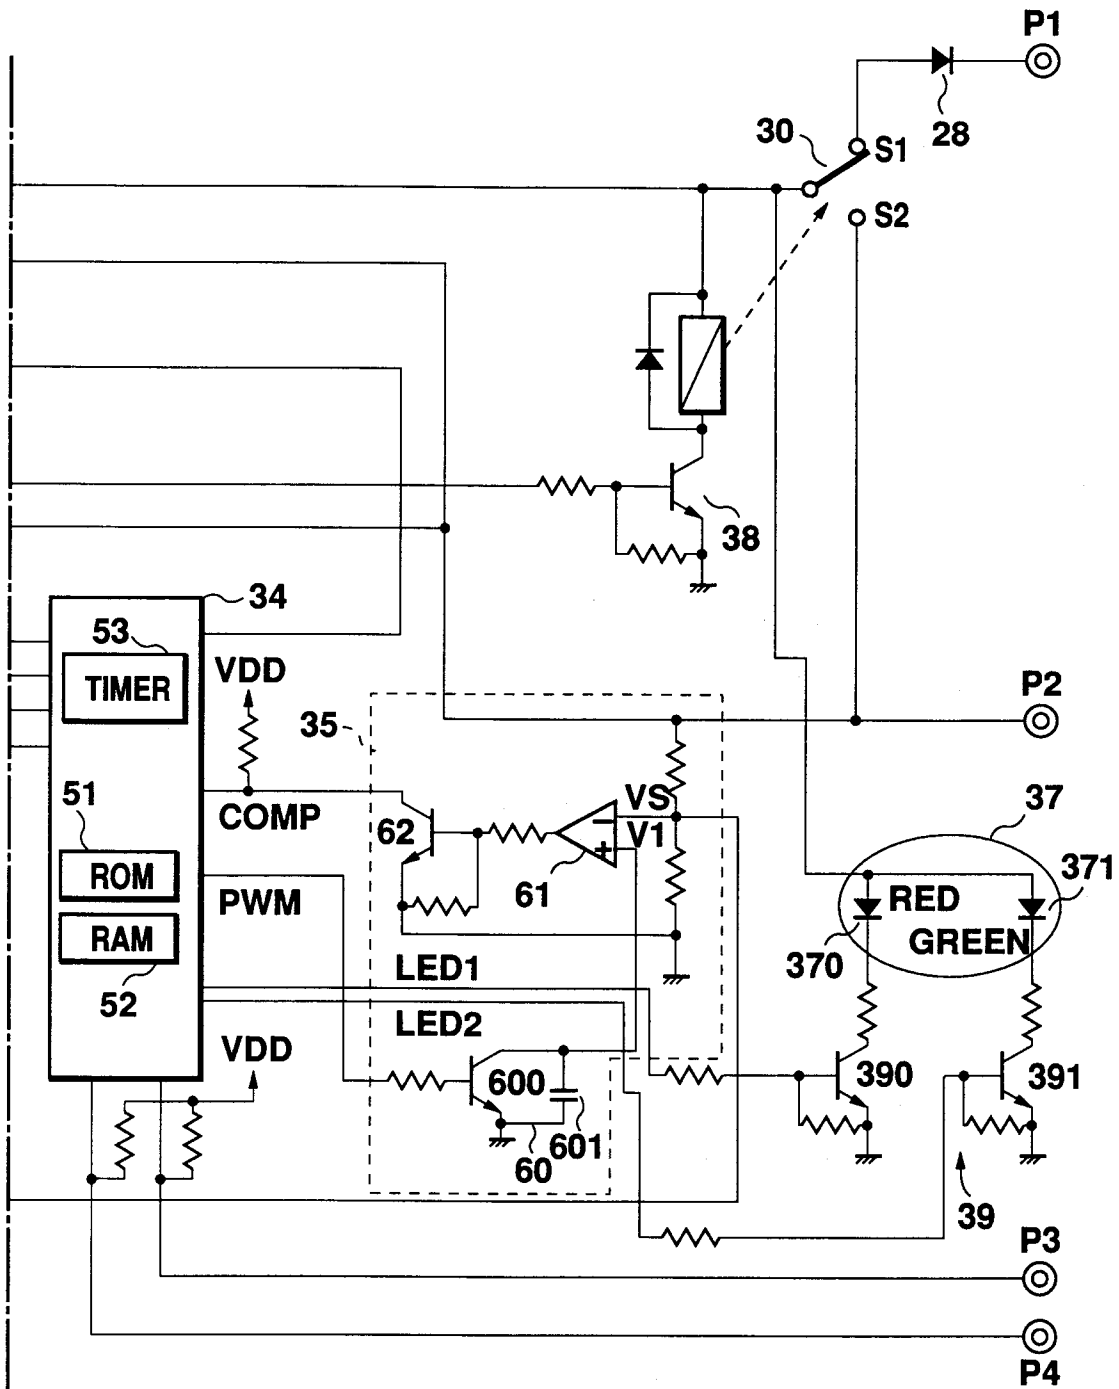 P1
28
30
S1
S2
38
34
53
TIMER
VDD
P2
35
51
COMP
62
VS
V1
37
61
371
ROM
PWM
RED
RAM
GREEN
370
52
LED1
LED2
VDD
600
390
391
601
60
39
P3
P4